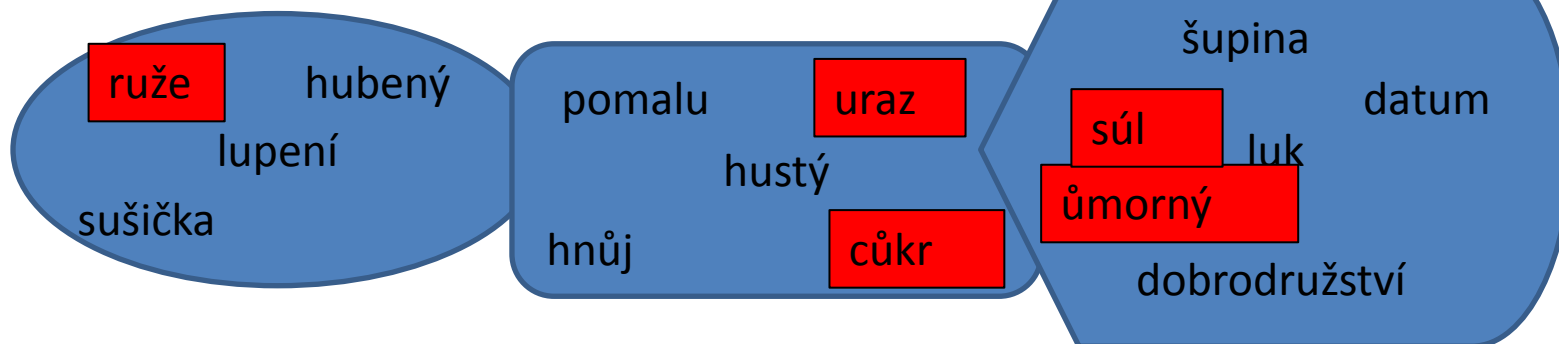 ruže
hubený
lupení
sušička
pomalu
uraz
hustý
hnůj
cůkr
šupina
datum
súl
luk
ůmorný
dobrodružství